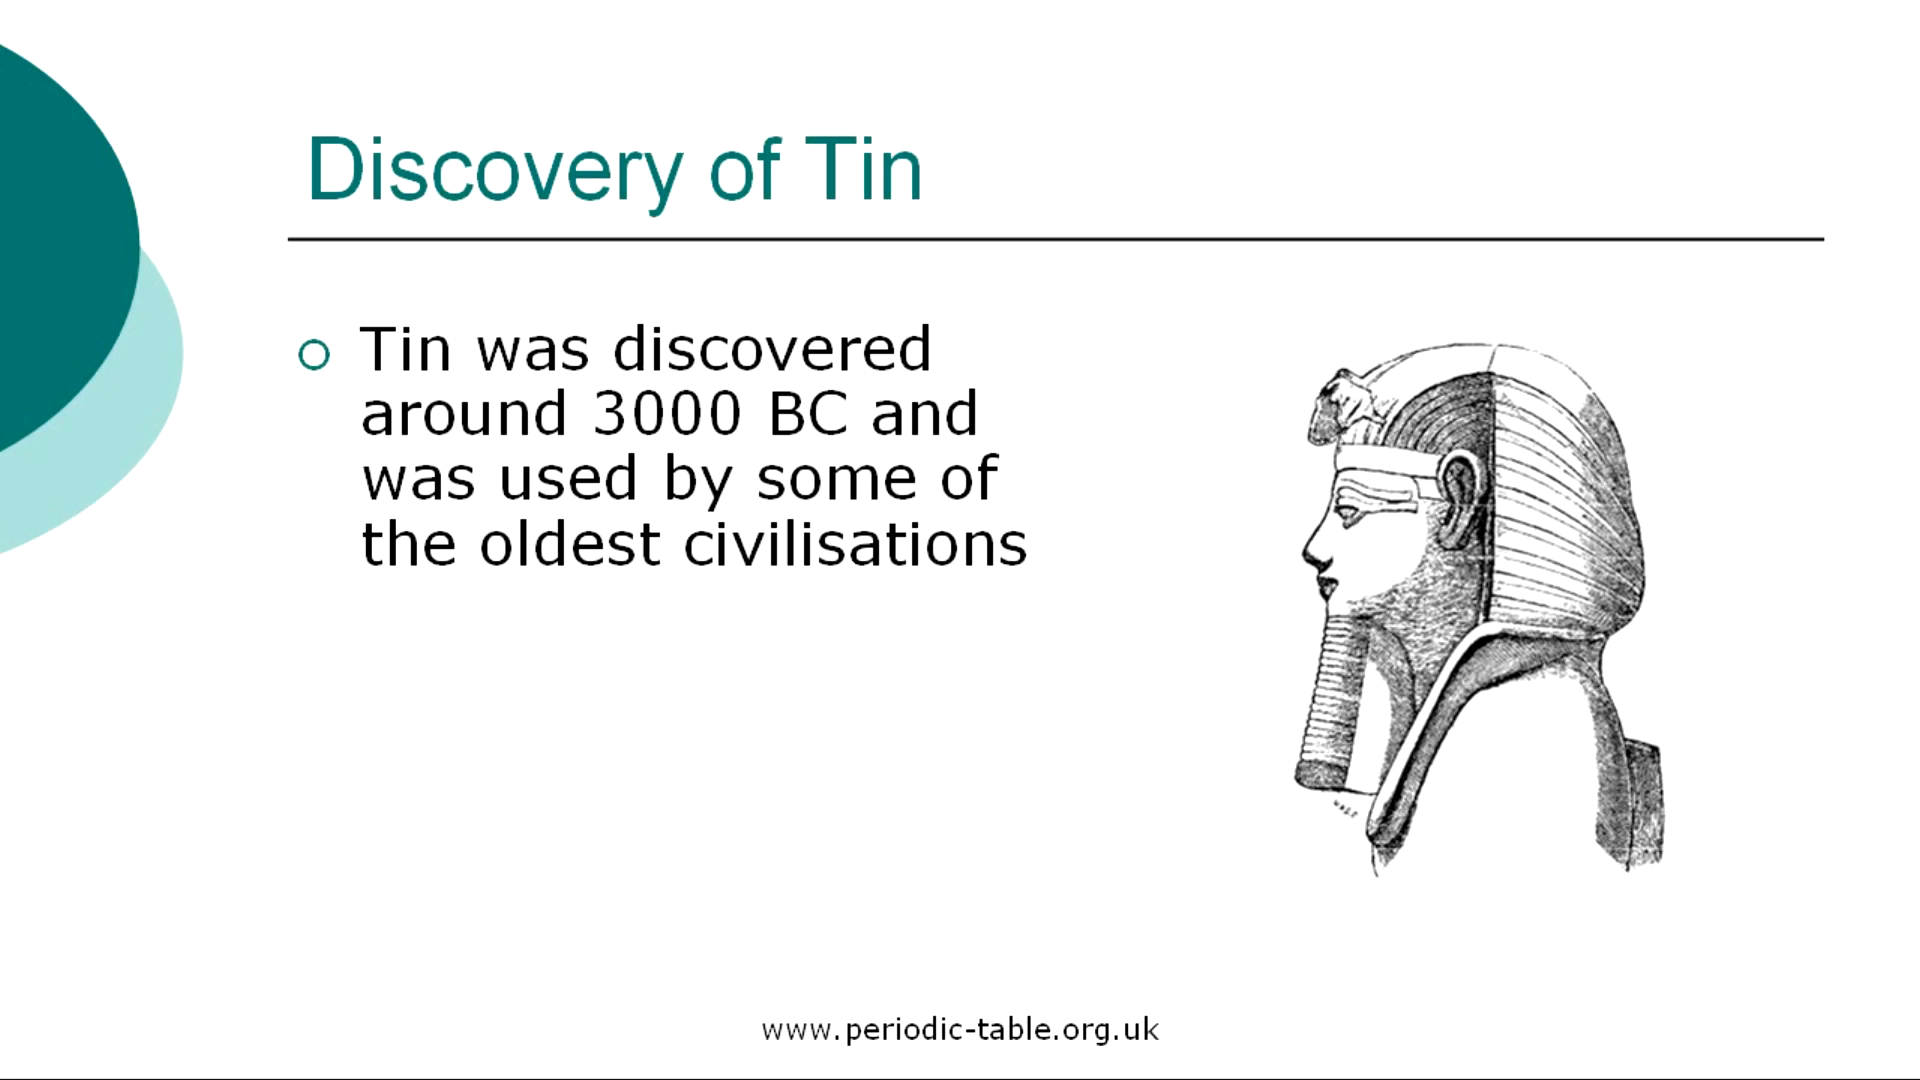 Discovery of Tin
Tin was discovered
around 3000 BC and
was used by some of
the oldest civilisations
www.periodic-table.org.uk